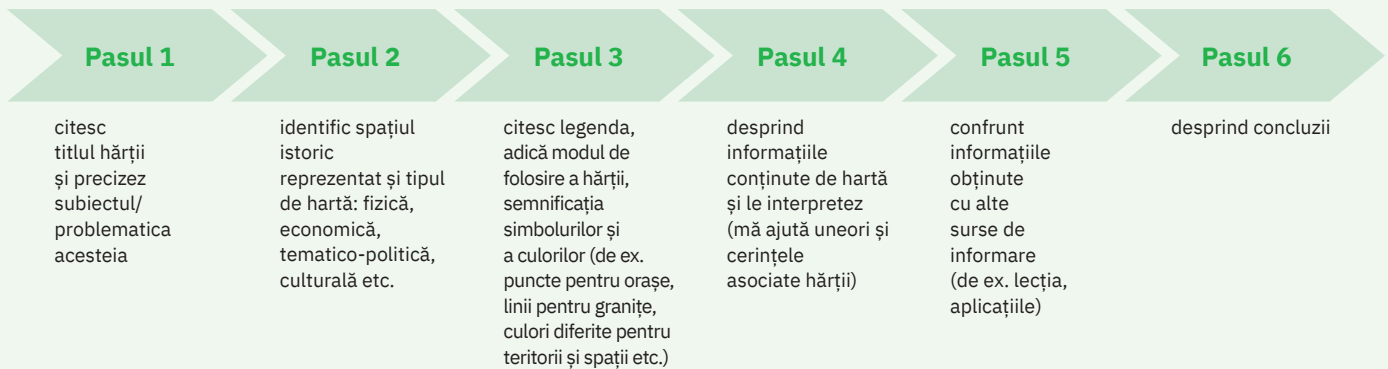 Pasul 1
citesc
titlul hărții
și precizez
subiectul/
problematica
acesteia
Pasul 2
identific spațiul
istoric
reprezentat și tipul
de hartă: fizică,
economică,
tematico-politică,
culturală etc.
Pasul 3
citesc legenda,
adică modul de
folosire a hărții,
semnificația
simbolurilor și
a culorilor (de ex.
puncte pentru orașe,
linii pentru granițe,
culori diferite pentru
teritorii și spații etc.)
Pasul 4
desprind
informațiile
conținute de hartă
și le interpretez
(mă ajută uneori și
cerințele
asociate hărții)
Pasul 5
confrunt
informațiile
obținute
cu alte
surse de
informare
(de ex. lecția,
aplicațiile)
Pasul 6
desprind concluzii